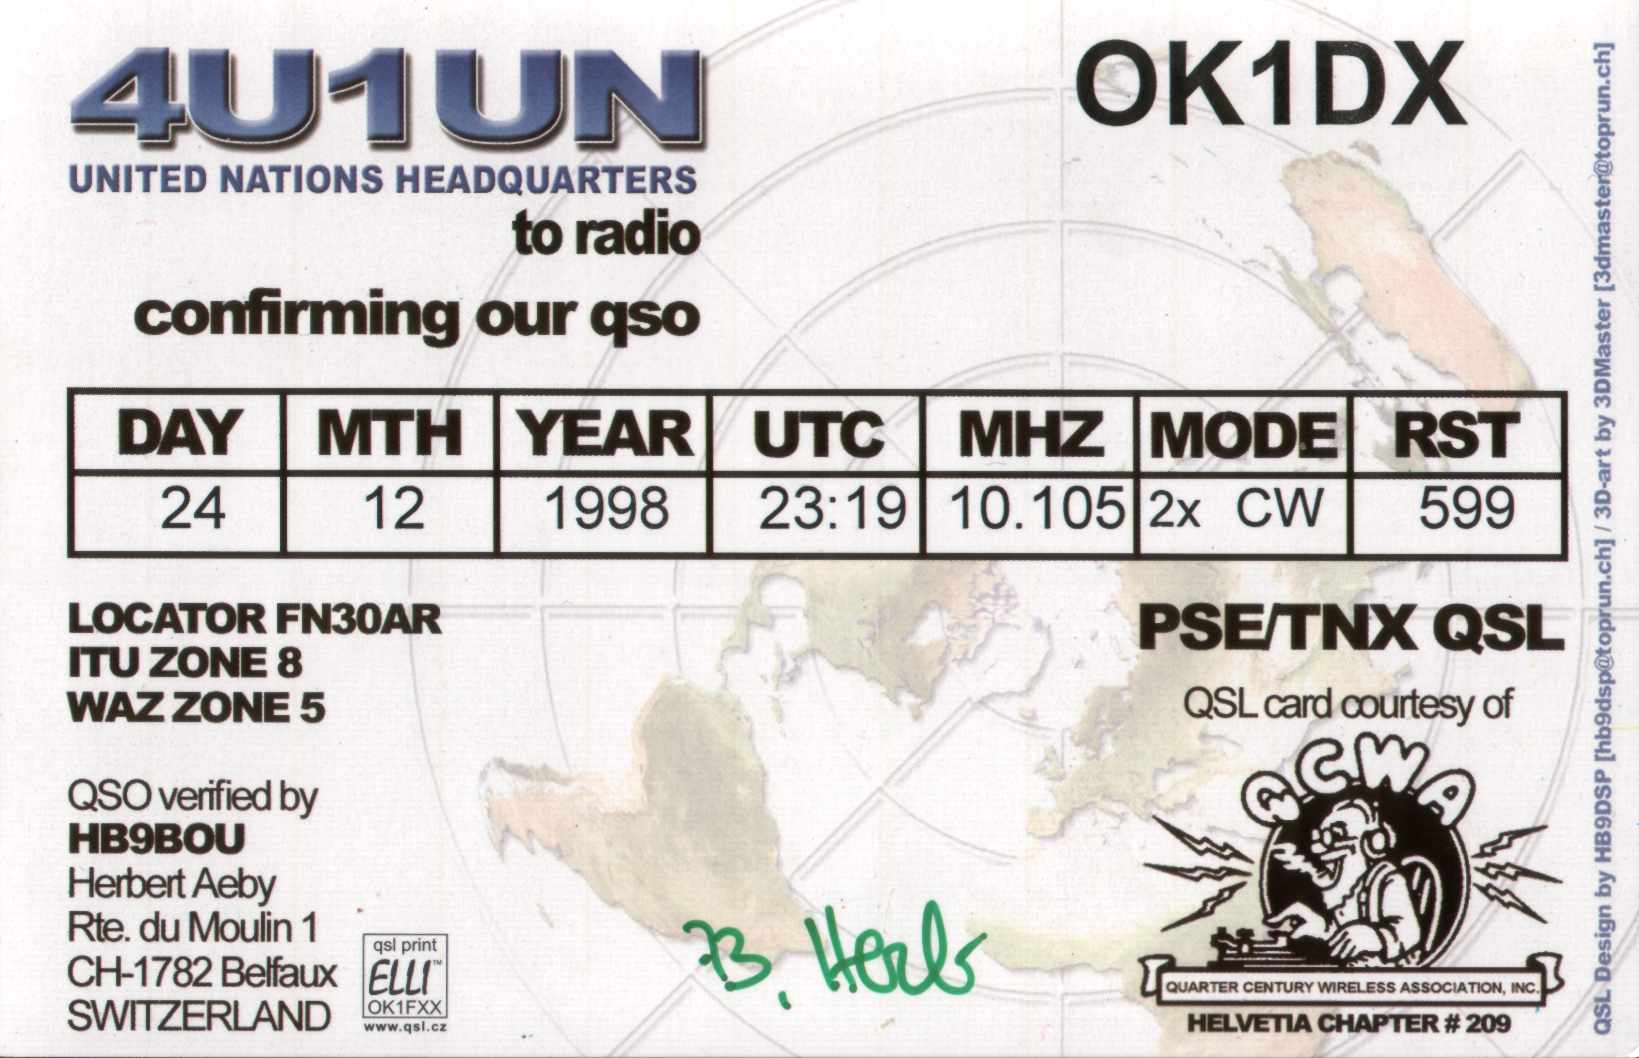 4U1UN
UNITED NATIONS HEADQUARTERS
to radio
OK1DX
confirming our qso
DAY MTH YEAR UTC MHZ MODE RST
24 12 1998 23:19 10.105 2x CW 599
LOCATOR FN30AR
ITU ZONE 8
WAZ ZONE 5
QSO verified by
HB9BOU
Herbert Aeby
Rte. du Moulin 1
CH-1782 Belfaux
SWITZERLAND
qsl print
ELLI™
OK1FXX
www.qsl.cz
73, Herb
PSE/TNX QSL
QSL card courtesy of
QCWA
QUARTER CENTURY WIRELESS ASSOCIATION, INC.
HELVETIA CHAPTER # 209
QSL Design by HB9DSP [hb9dsp@toprun.ch] / 3D-art by 3DMaster [3dmaster@toprun.ch]